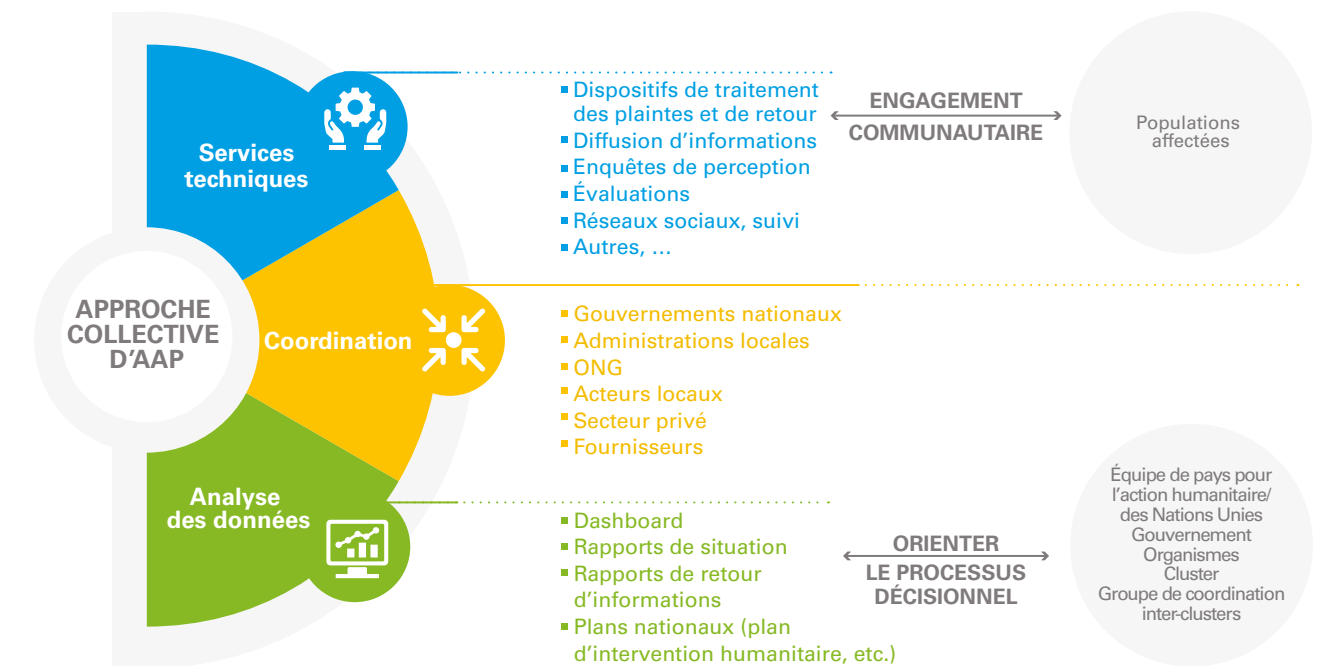 APPROCHE
COLLECTIVE
D'AAP
Services
techniques
Dispositifs de traitement
des plaintes et de retour
Diffusion d'informations
Enquêtes de perception
Évaluations
Réseaux sociaux, suivi
Autres, …
ENGAGEMENT
COMMUNAUTAIRE
Populations
affectées
Coordination
Gouvernements nationaux
Administrations locales
ONG
Acteurs locaux
Secteur privé
Fournisseurs
Analyse
des données
Dashboard
Rapports de situation
Rapports de retour
d'informations
Plans nationaux (plan
d'intervention humanitaire, etc.)
ORIENTER
LE PROCESSUS
DÉCISIONNEL
Équipe de pays pour
l'action humanitaire/
des Nations Unies
Gouvernement
Organismes
Cluster
Groupe de coordination
inter-clusters